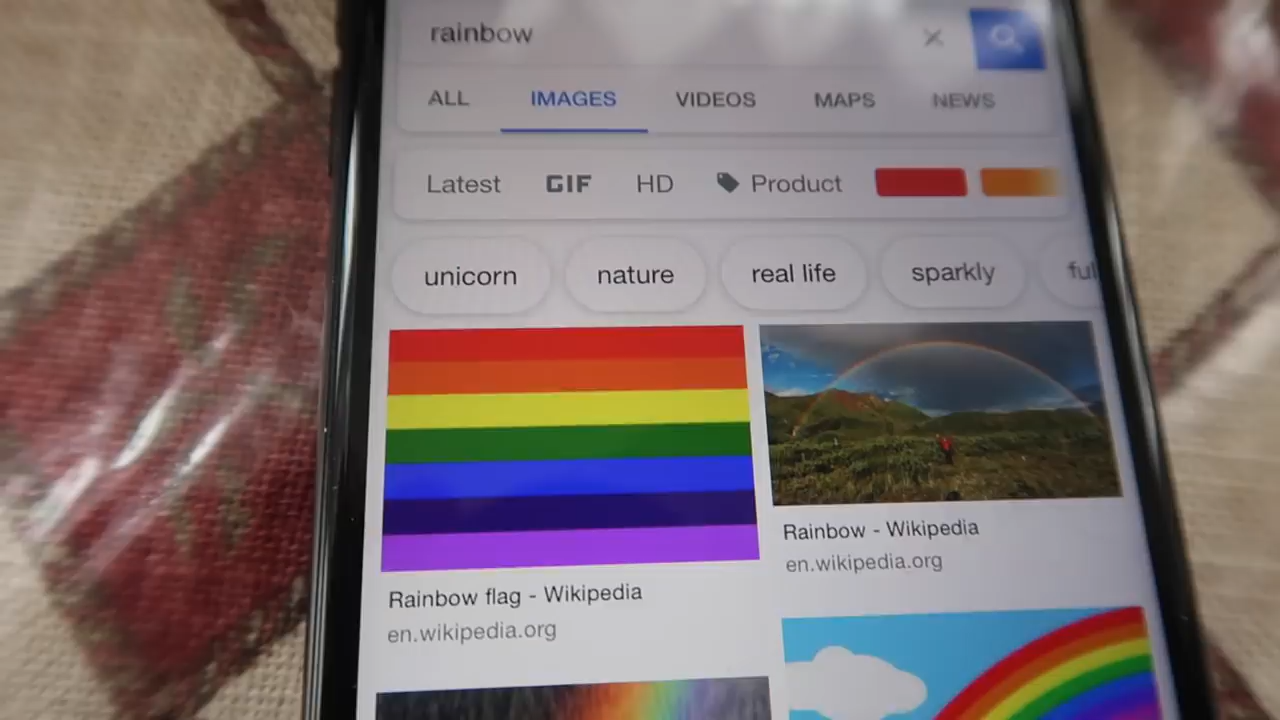 rainbow
ALL IMAGES VIDEOS MAPS NEWS
Latest GIF HD Product
unicorn nature real life sparkly
Rainbow - Wikipedia
en.wikipedia.org
Rainbow flag - Wikipedia
en.wikipedia.org